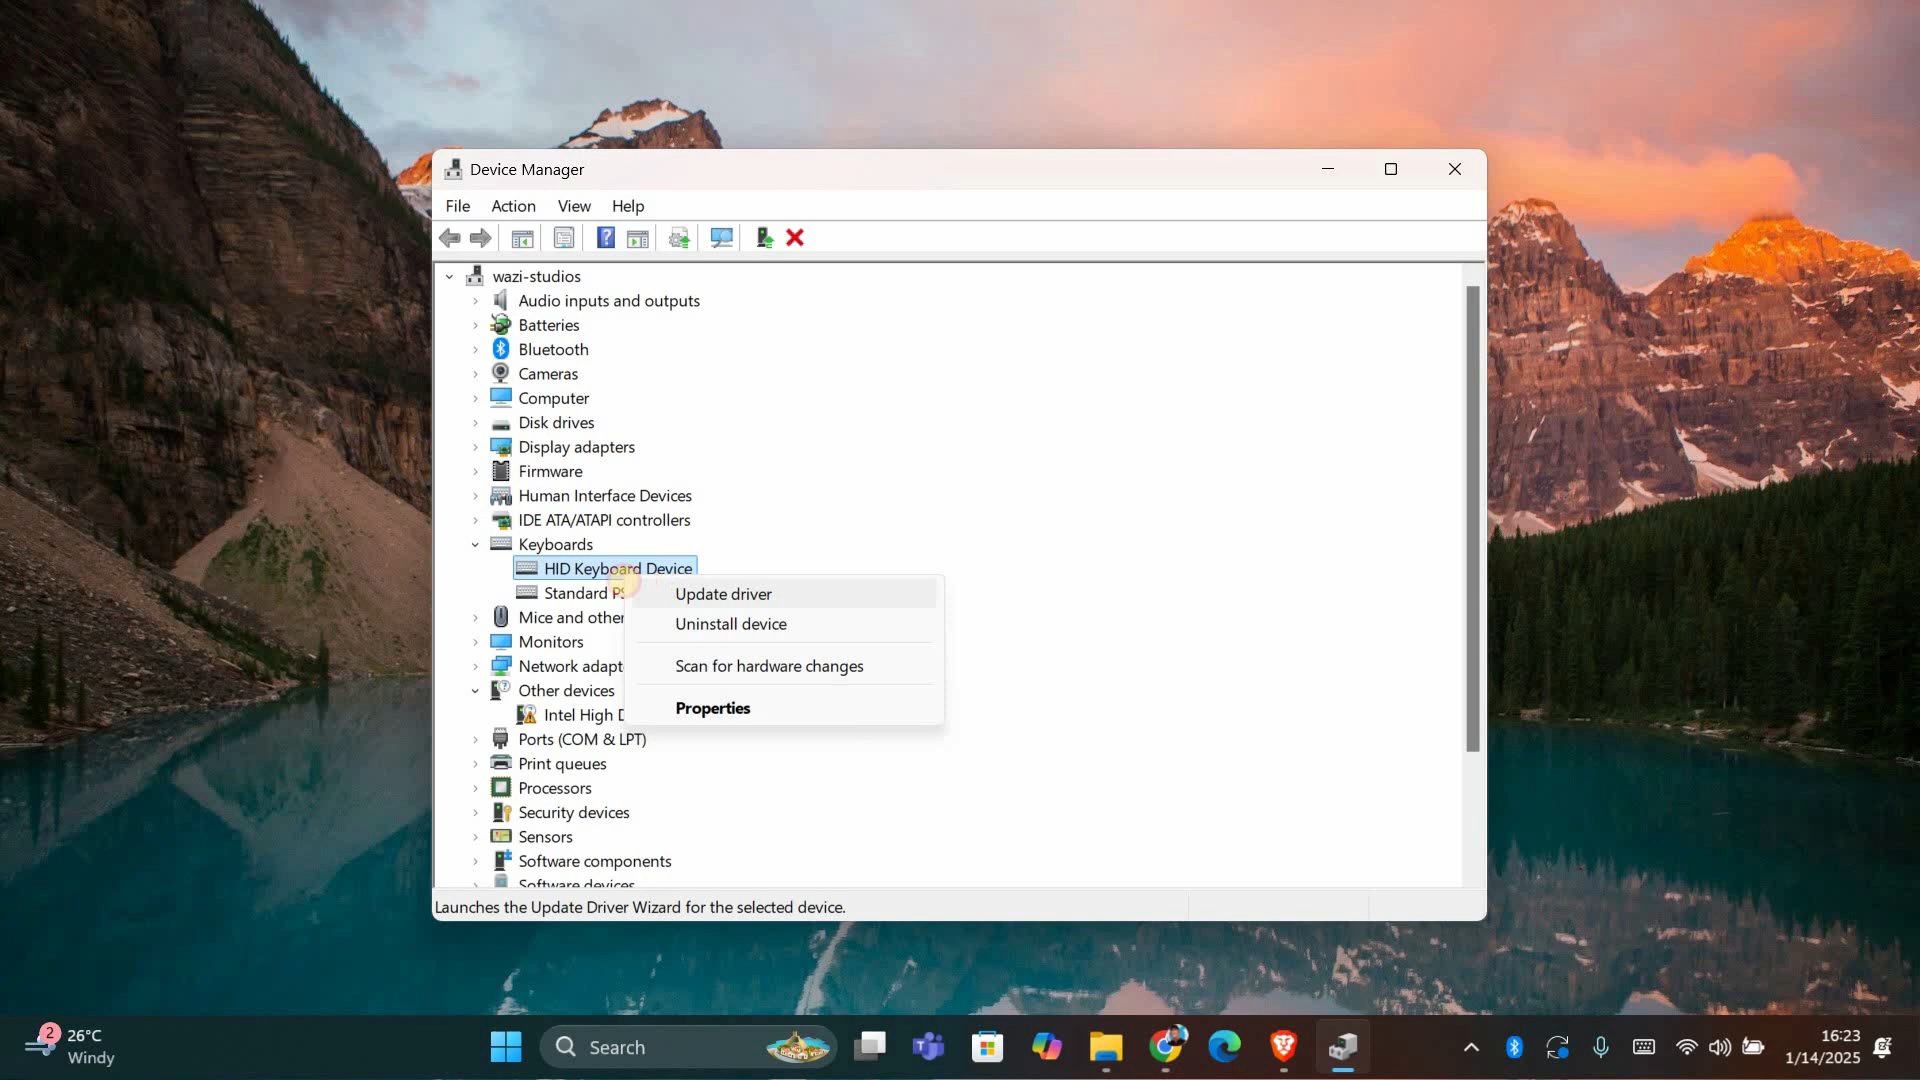 Device Manager
File Action View Help
wazi-studios
Audio inputs and outputs
Batteries
Bluetooth
Cameras
Computer
Disk drives
Display adapters
Firmware
Human Interface Devices
IDE ATA/ATAPI controllers
Keyboards
HID Keyboard Device
Standard PS
Mice and other
Monitors
Network adapt
Other devices
Intel High D
Ports (COM & LPT)
Print queues
Processors
Security devices
Sensors
Software components
Software devices
Update driver
Uninstall device
Scan for hardware changes
Properties
Launches the Update Driver Wizard for the selected device.
2
26°C
Windy
Search
16:23
1/14/2025